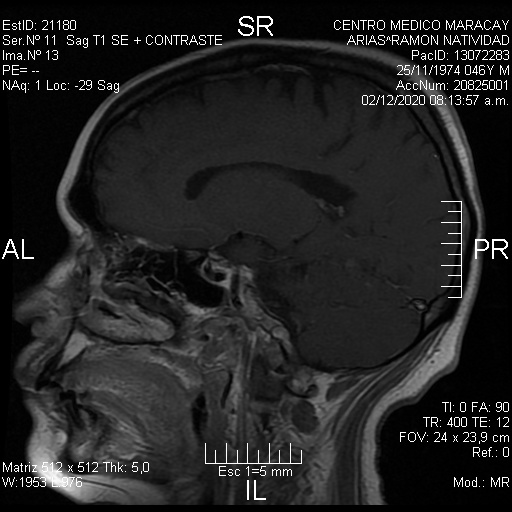 EstID: 21180
Ser.Nº 11 Sag T1 SE + CONTRASTE
Ima.Nº 13
PE= --
NAq: 1 Loc: -29 Sag
SR
CENTRO MEDICO MARACAY
ARIAS^RAMON NATIVIDAD
PacID: 13072283
25/11/1974 046Y M
AccNum: 20825001
02/12/2020 08:13:57 a.m.
AL
PR
TI: 0 FA: 90
TR: 400 TE: 12
FOV: 24 x 23,9 cm
Ref.: 0
Mod.: MR
Matriz 512 x 512 Thk: 5,0
W:1953 L:976
Esc 1=5 mm
IL